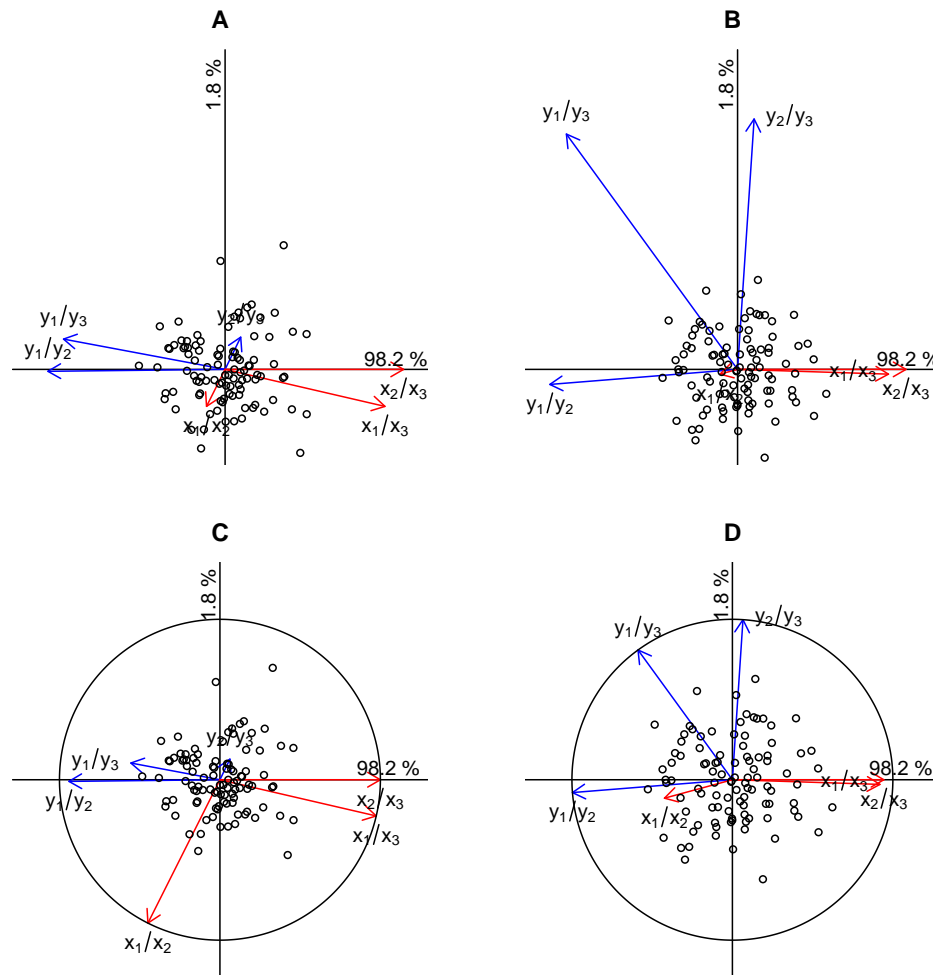 A
1.8 %
y₁/y₃
y₂/y₃
y₁/y₂
98.2 %
x₂/x₃
x₁/x₂
x₁/x₃
B
1.8 %
y₁/y₃
y₂/y₃
98.2 %
x₁/x₃
x₂/x₃
x₁/x₂
y₁/y₂
C
1.8 %
y₂/y₃
y₁/y₃
98.2 %
y₁/y₂
x₂/x₃
x₁/x₃
x₁/x₂
D
1.8 %
y₂/y₃
y₁/y₃
98.2 %
x₁/x₃
x₂/x₃
y₁/y₂
x₁/x₂